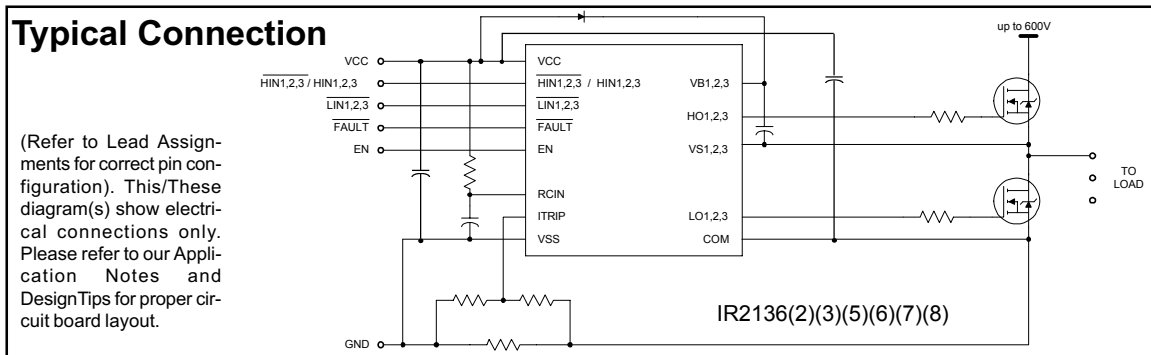 Typical Connection
(Refer to Lead Assign-
ments for correct pin con-
figuration). This/These
diagram(s) show electri-
cal connections only.
Please refer to our Appli-
cation Notes and
DesignTips for proper cir-
cuit board layout.
VCC
HIN1,2,3 / HIN1,2,3
LIN1,2,3
FAULT
EN
GND
VCC
HIN1,2,3 / HIN1,2,3
LIN1,2,3
FAULT
EN
RCIN
ITRIP
VSS
VB1,2,3
HO1,2,3
VS1,2,3
LO1,2,3
COM
up to 600V
TO
LOAD
IR2136(2)(3)(5)(6)(7)(8)